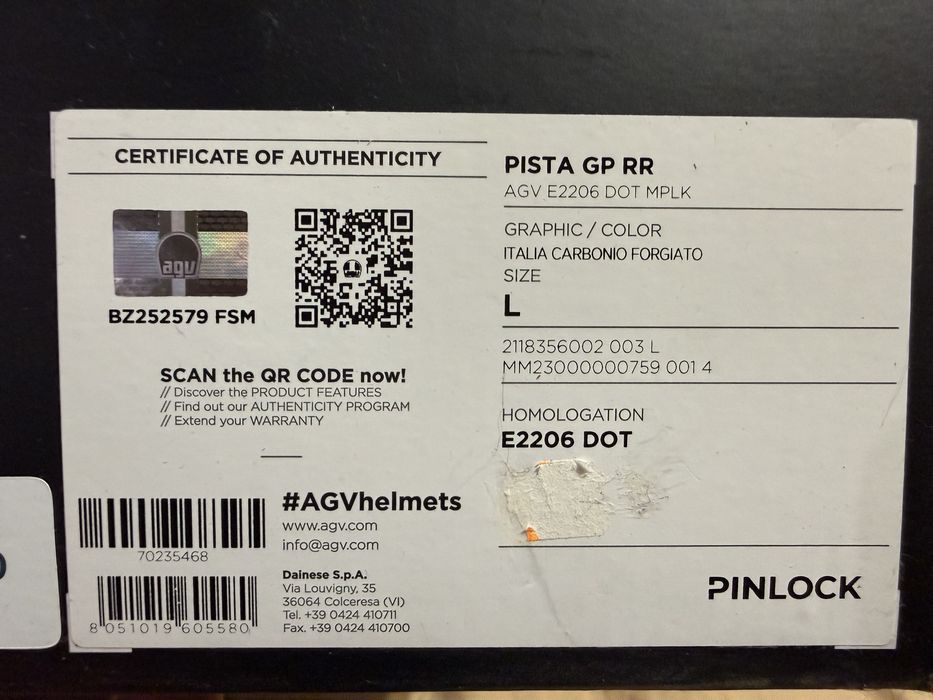 CERTIFICATE OF AUTHENTICITY
agv
BZ252579 FSM
SCAN the QR CODE now!
// Discover the PRODUCT FEATURES
// Find out our AUTHENTICITY PROGRAM
// Extend your WARRANTY
#AGVhelmets
www.agv.com
info@agv.com
70235468
Dainese S.p.A.
Via Louvigny, 35
36064 Colceresa (VI)
Tel. +39 0424 410711
Fax. +39 0424 410700
8 051019 605580
PISTA GP RR
AGV E2206 DOT MPLK
GRAPHIC / COLOR
ITALIA CARBONIO FORGIATO
SIZE
L
2118356002 003 L
MM23000000759 001 4
HOMOLOGATION
E2206 DOT
PINLOCK